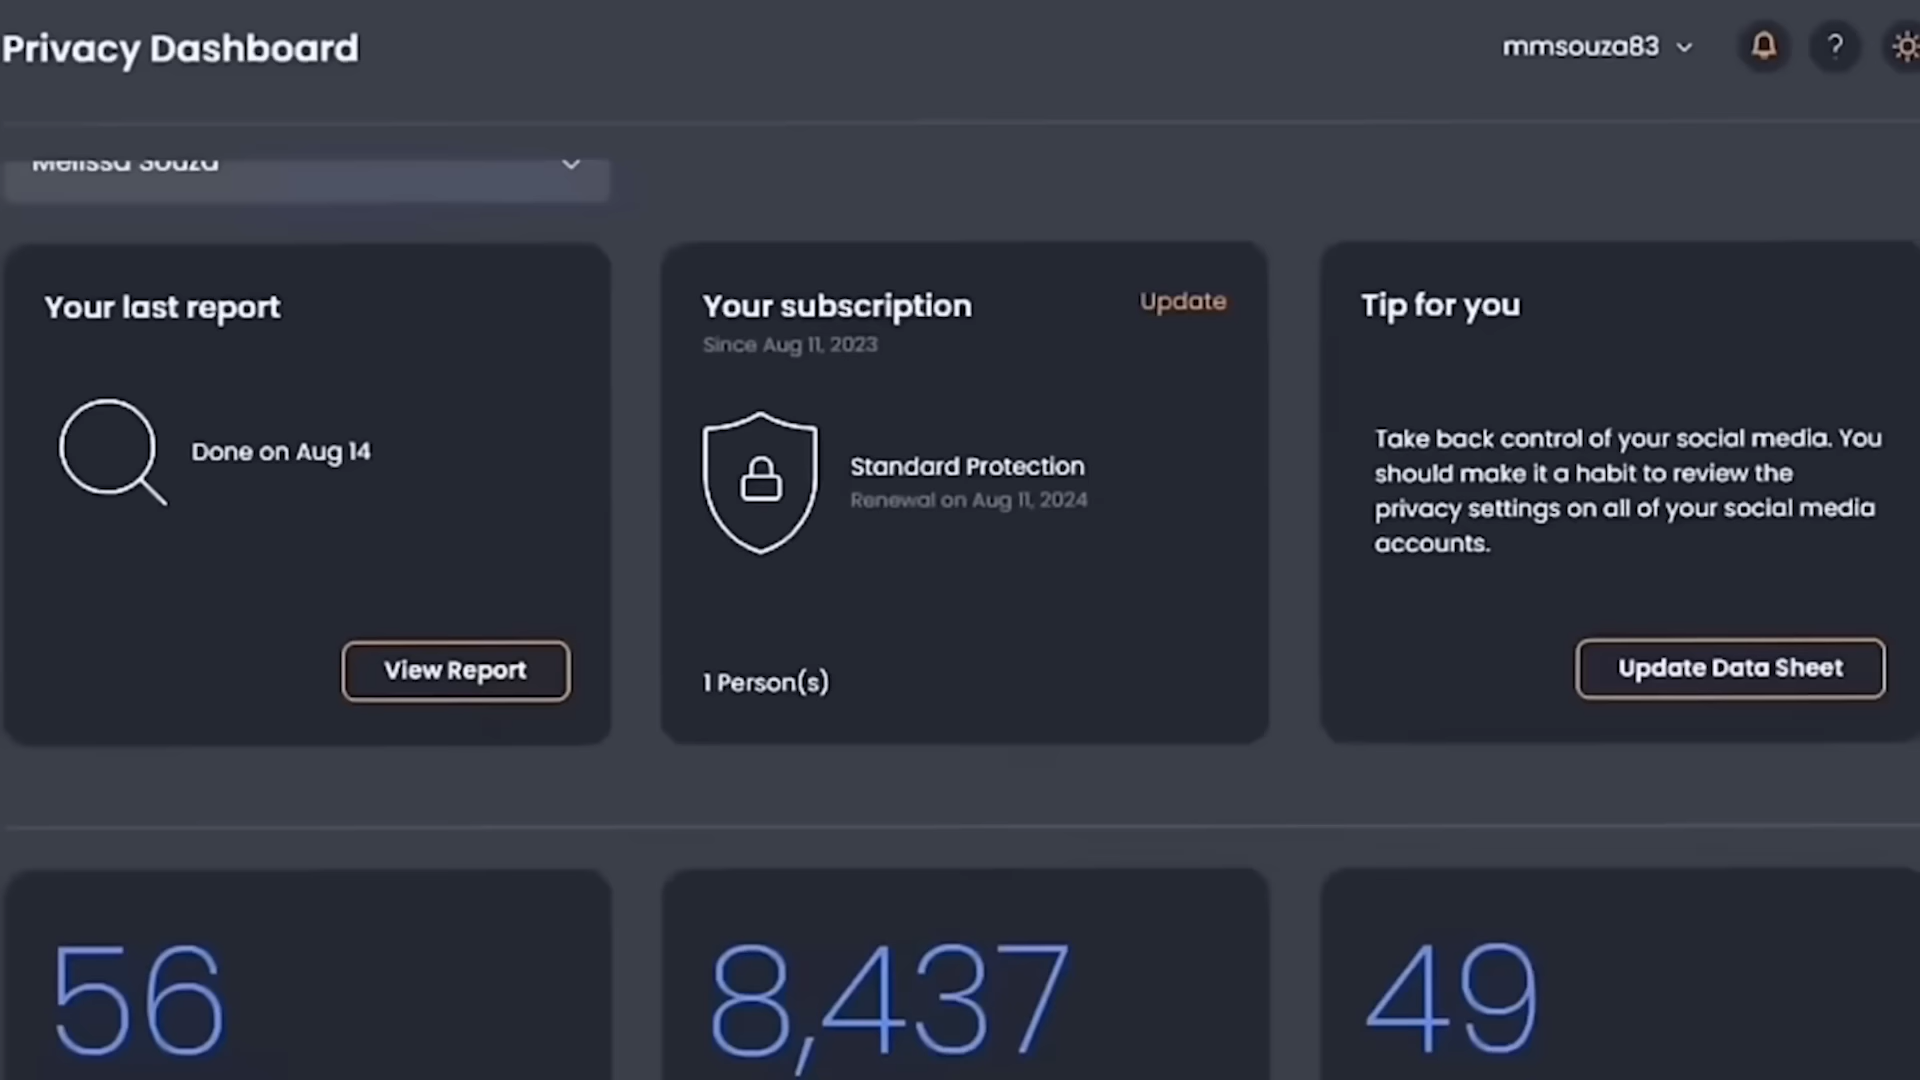 Privacy Dashboard
mmsouza83
?
Melissa Souza
Your last report
Done on Aug 14
View Report
Your subscription
Update
Since Aug 11, 2023
Standard Protection
Renewal on Aug 11, 2024
1 Person(s)
Tip for you
Take back control of your social media. You
should make it a habit to review the
privacy settings on all of your social media
accounts.
Update Data Sheet
56
8,437
49